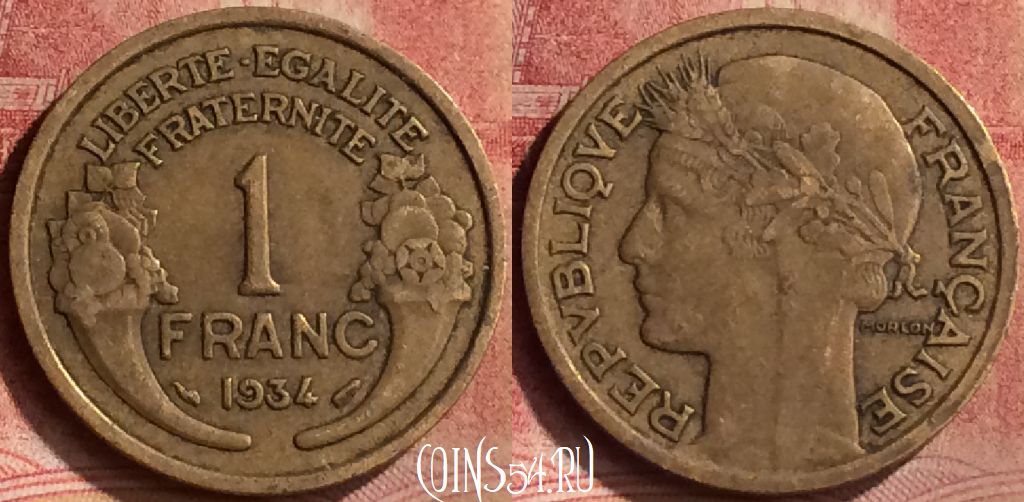 LIBERTE·EGALITE
FRATERNITE
1
FRANC
1934
REPVBLIQVE
FRANÇAISE
MORLON
COINS54.RU